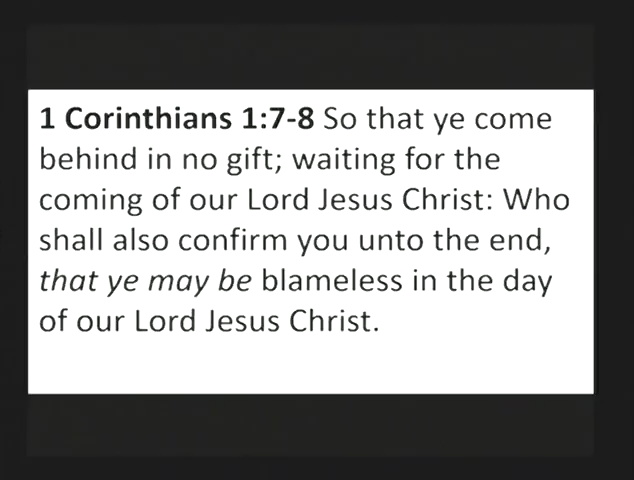 1 Corinthians 1:7-8 So that ye come
behind in no gift; waiting for the
coming of our Lord Jesus Christ: Who
shall also confirm you unto the end,
that ye may be blameless in the day
of our Lord Jesus Christ.